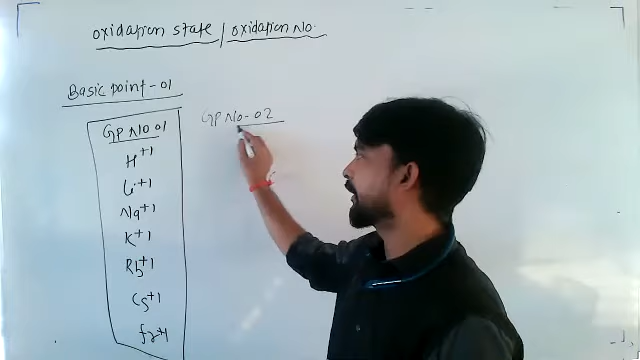 Oxidation state / Oxidation No.
Basic point - 01
GP NO 01
H+1
Li+1
Na+1
K+1
Rb+1
Cs+1
fr+1
GP No - 02